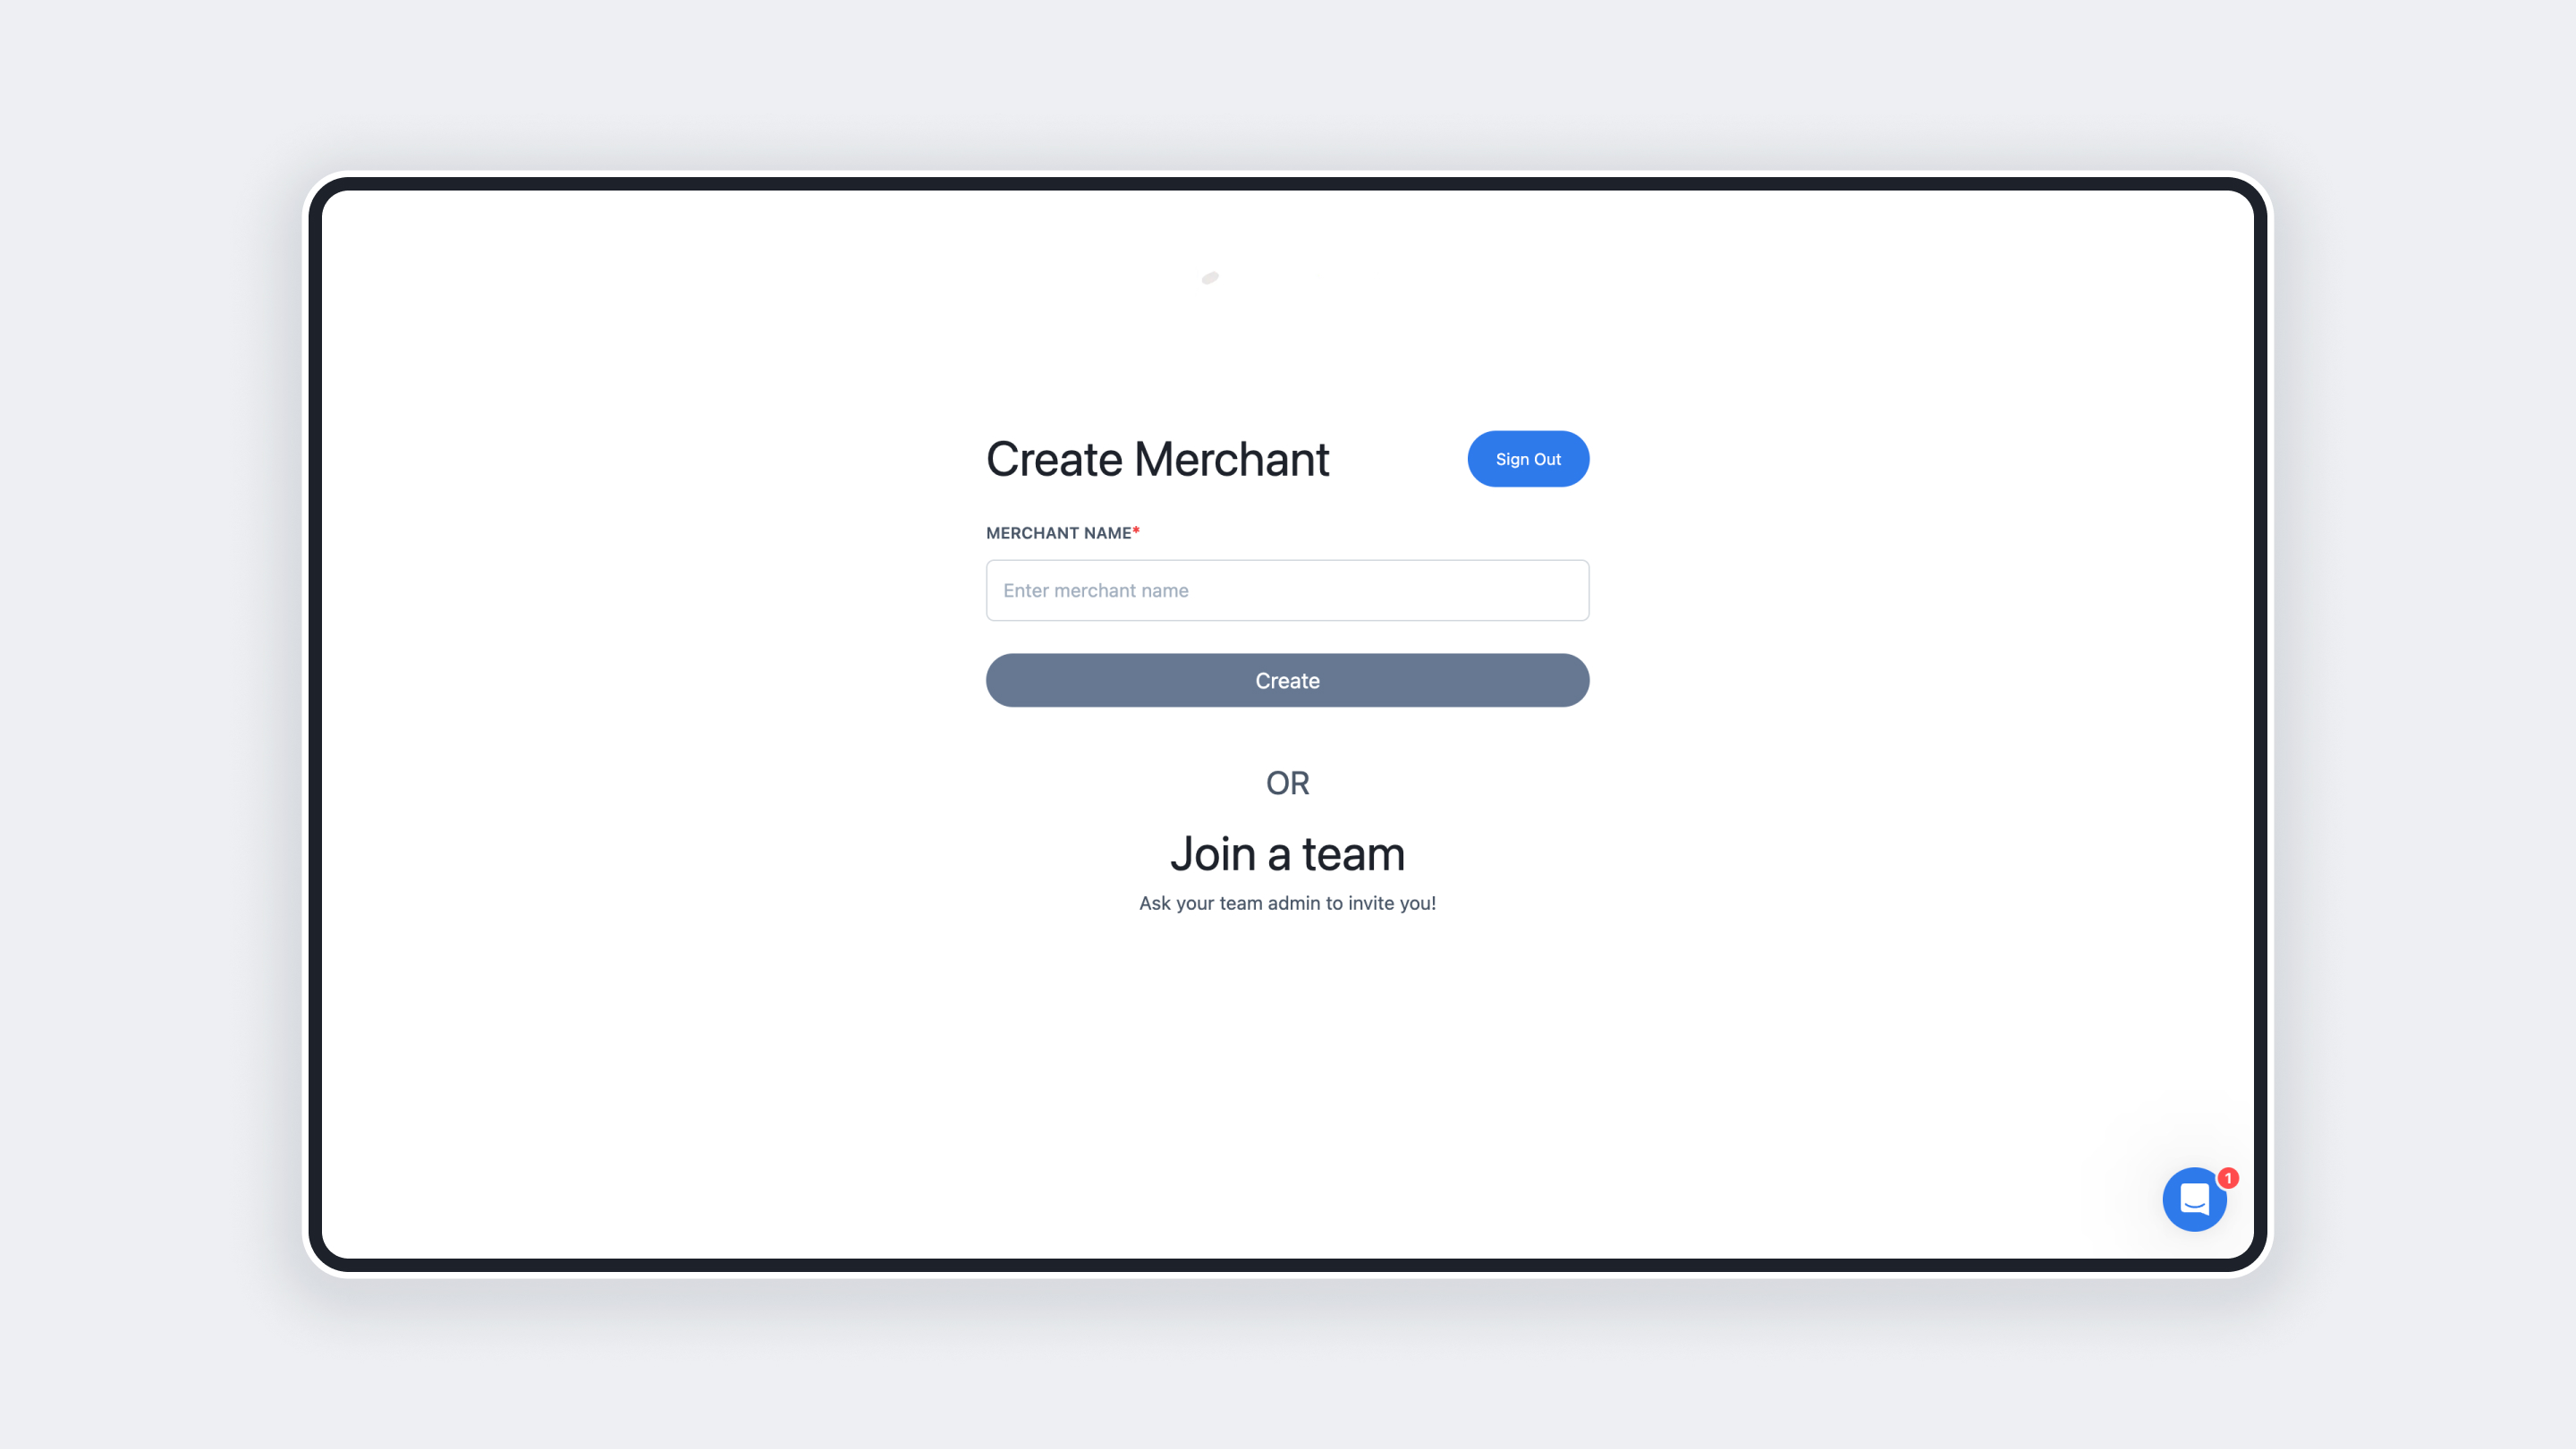 Create Merchant
Sign Out
MERCHANT NAME*
Enter merchant name
Create
OR
Join a team
Ask your team admin to invite you!
1